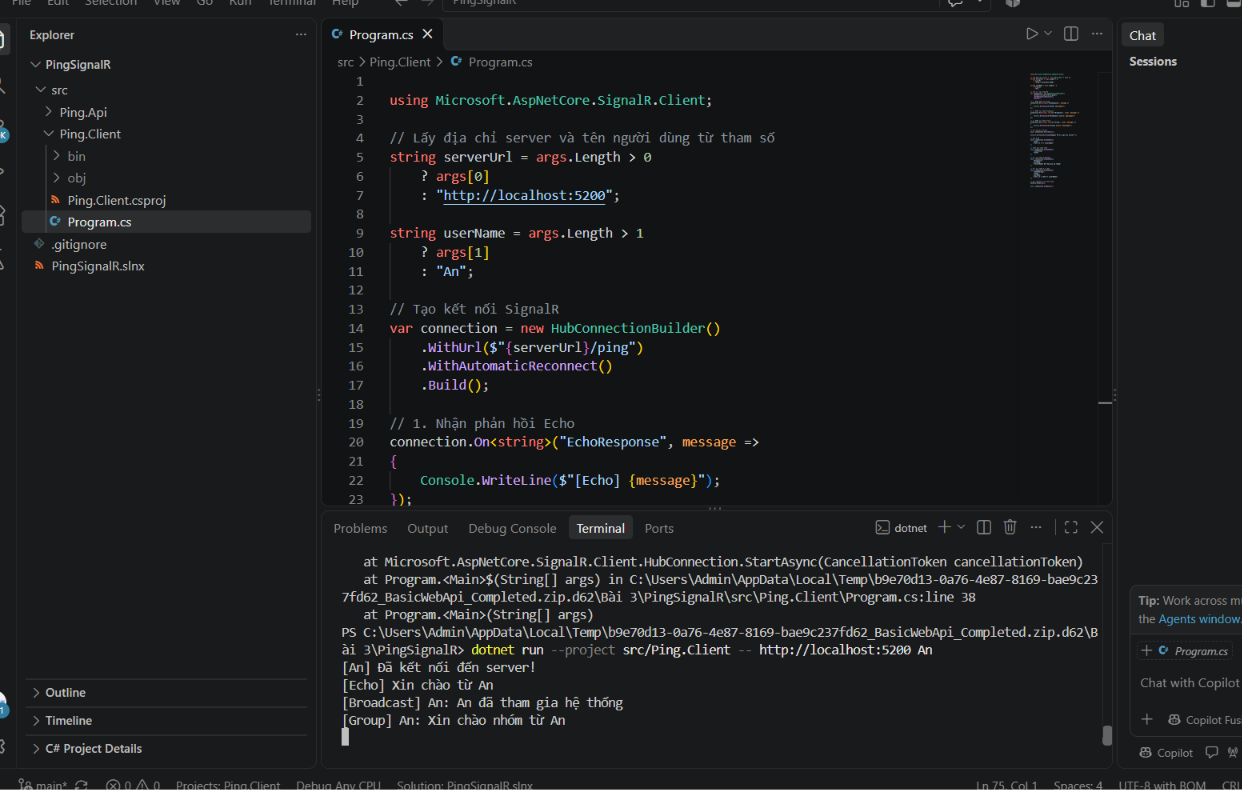 File Edit Selection View Go Run Terminal Help PingSignalR
Explorer
PingSignalR
src
Ping.Api
Ping.Client
bin
obj
Ping.Client.csproj
Program.cs
.gitignore
PingSignalR.slnx
Outline
Timeline
C# Project Details
Program.cs
src > Ping.Client > Program.cs
1
2 using Microsoft.AspNetCore.SignalR.Client;
3
4 // Lấy địa chỉ server và tên người dùng từ tham số
5 string serverUrl = args.Length > 0
6 ? args[0]
7 : "http://localhost:5200";
8
9 string userName = args.Length > 1
10 ? args[1]
11 : "An";
12
13 // Tạo kết nối SignalR
14 var connection = new HubConnectionBuilder()
15 .WithUrl($"{serverUrl}/ping")
16 .WithAutomaticReconnect()
17 .Build();
18
19 // 1. Nhận phản hồi Echo
20 connection.On<string>("EchoResponse", message =>
21 {
22 Console.WriteLine($"[Echo] {message}");
23 });
Problems Output Debug Console Terminal Ports dotnet
at Microsoft.AspNetCore.SignalR.Client.HubConnection.StartAsync(CancellationToken cancellationToken)
at Program.<Main>$(String[] args) in C:\Users\Admin\AppData\Local\Temp\b9e70d13-0a76-4e87-8169-bae9c23
7fd62_BasicWebApi_Completed.zip.d62\Bài 3\PingSignalR\src\Ping.Client\Program.cs:line 38
at Program.<Main>(String[] args)
PS C:\Users\Admin\AppData\Local\Temp\b9e70d13-0a76-4e87-8169-bae9c237fd62_BasicWebApi_Completed.zip.d62\B
ài 3\PingSignalR> dotnet run --project src/Ping.Client -- http://localhost:5200 An
[An] Đã kết nối đến server!
[Echo] Xin chào từ An
[Broadcast] An: An đã tham gia hệ thống
[Group] An: Xin chào nhóm từ An
Chat
Sessions
Tip: Work across
the Agents window
Program.cs
Chat with Copilot
Copilot
Copilot
main* 0 0 Projects: Ping.Client Debug Any CPU Solution: PingSignalR.slnx Ln 75, Col 1 Spaces: 4 UTF-8 with BOM